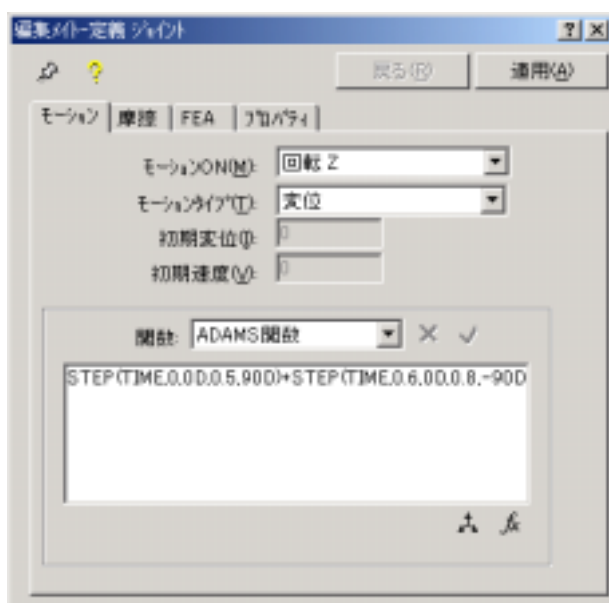 編集メイト-定義 ジョイント
戻る(R) 適用(A)
モーション 摩擦 FEA プロパティ
モーションON(M): 回転 Z
モーションタイプ(T): 変位
初期変位(I): 0
初期速度(V): 0
関数: ADAMS関数
STEP(TIME,0,0D,0.5,90D)+STEP(TIME,0.6,0D,0.8,-90D
fx